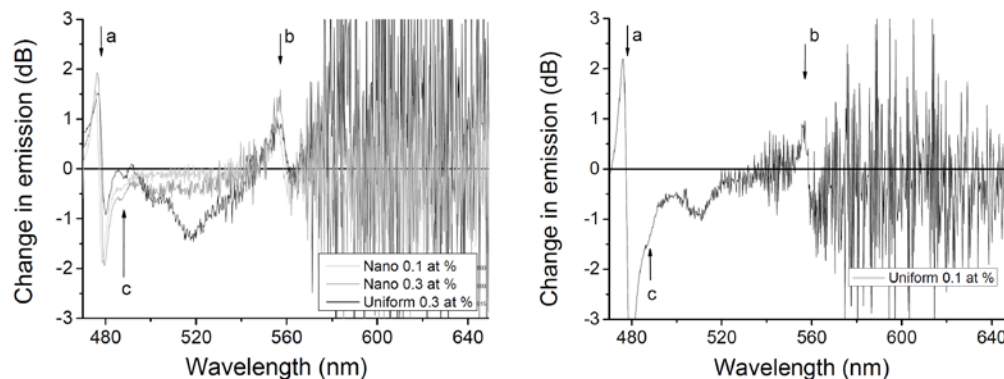 3
2
1
0
-1
-2
-3
Change in emission (dB)
a
b
c
Nano 0.1 at %
Nano 0.3 at %
Uniform 0.3 at %
480 520 560 600 640
Wavelength (nm)
3
2
1
0
-1
-2
-3
Change in emission (dB)
a
b
c
Uniform 0.1 at %
480 520 560 600 640
Wavelength (nm)